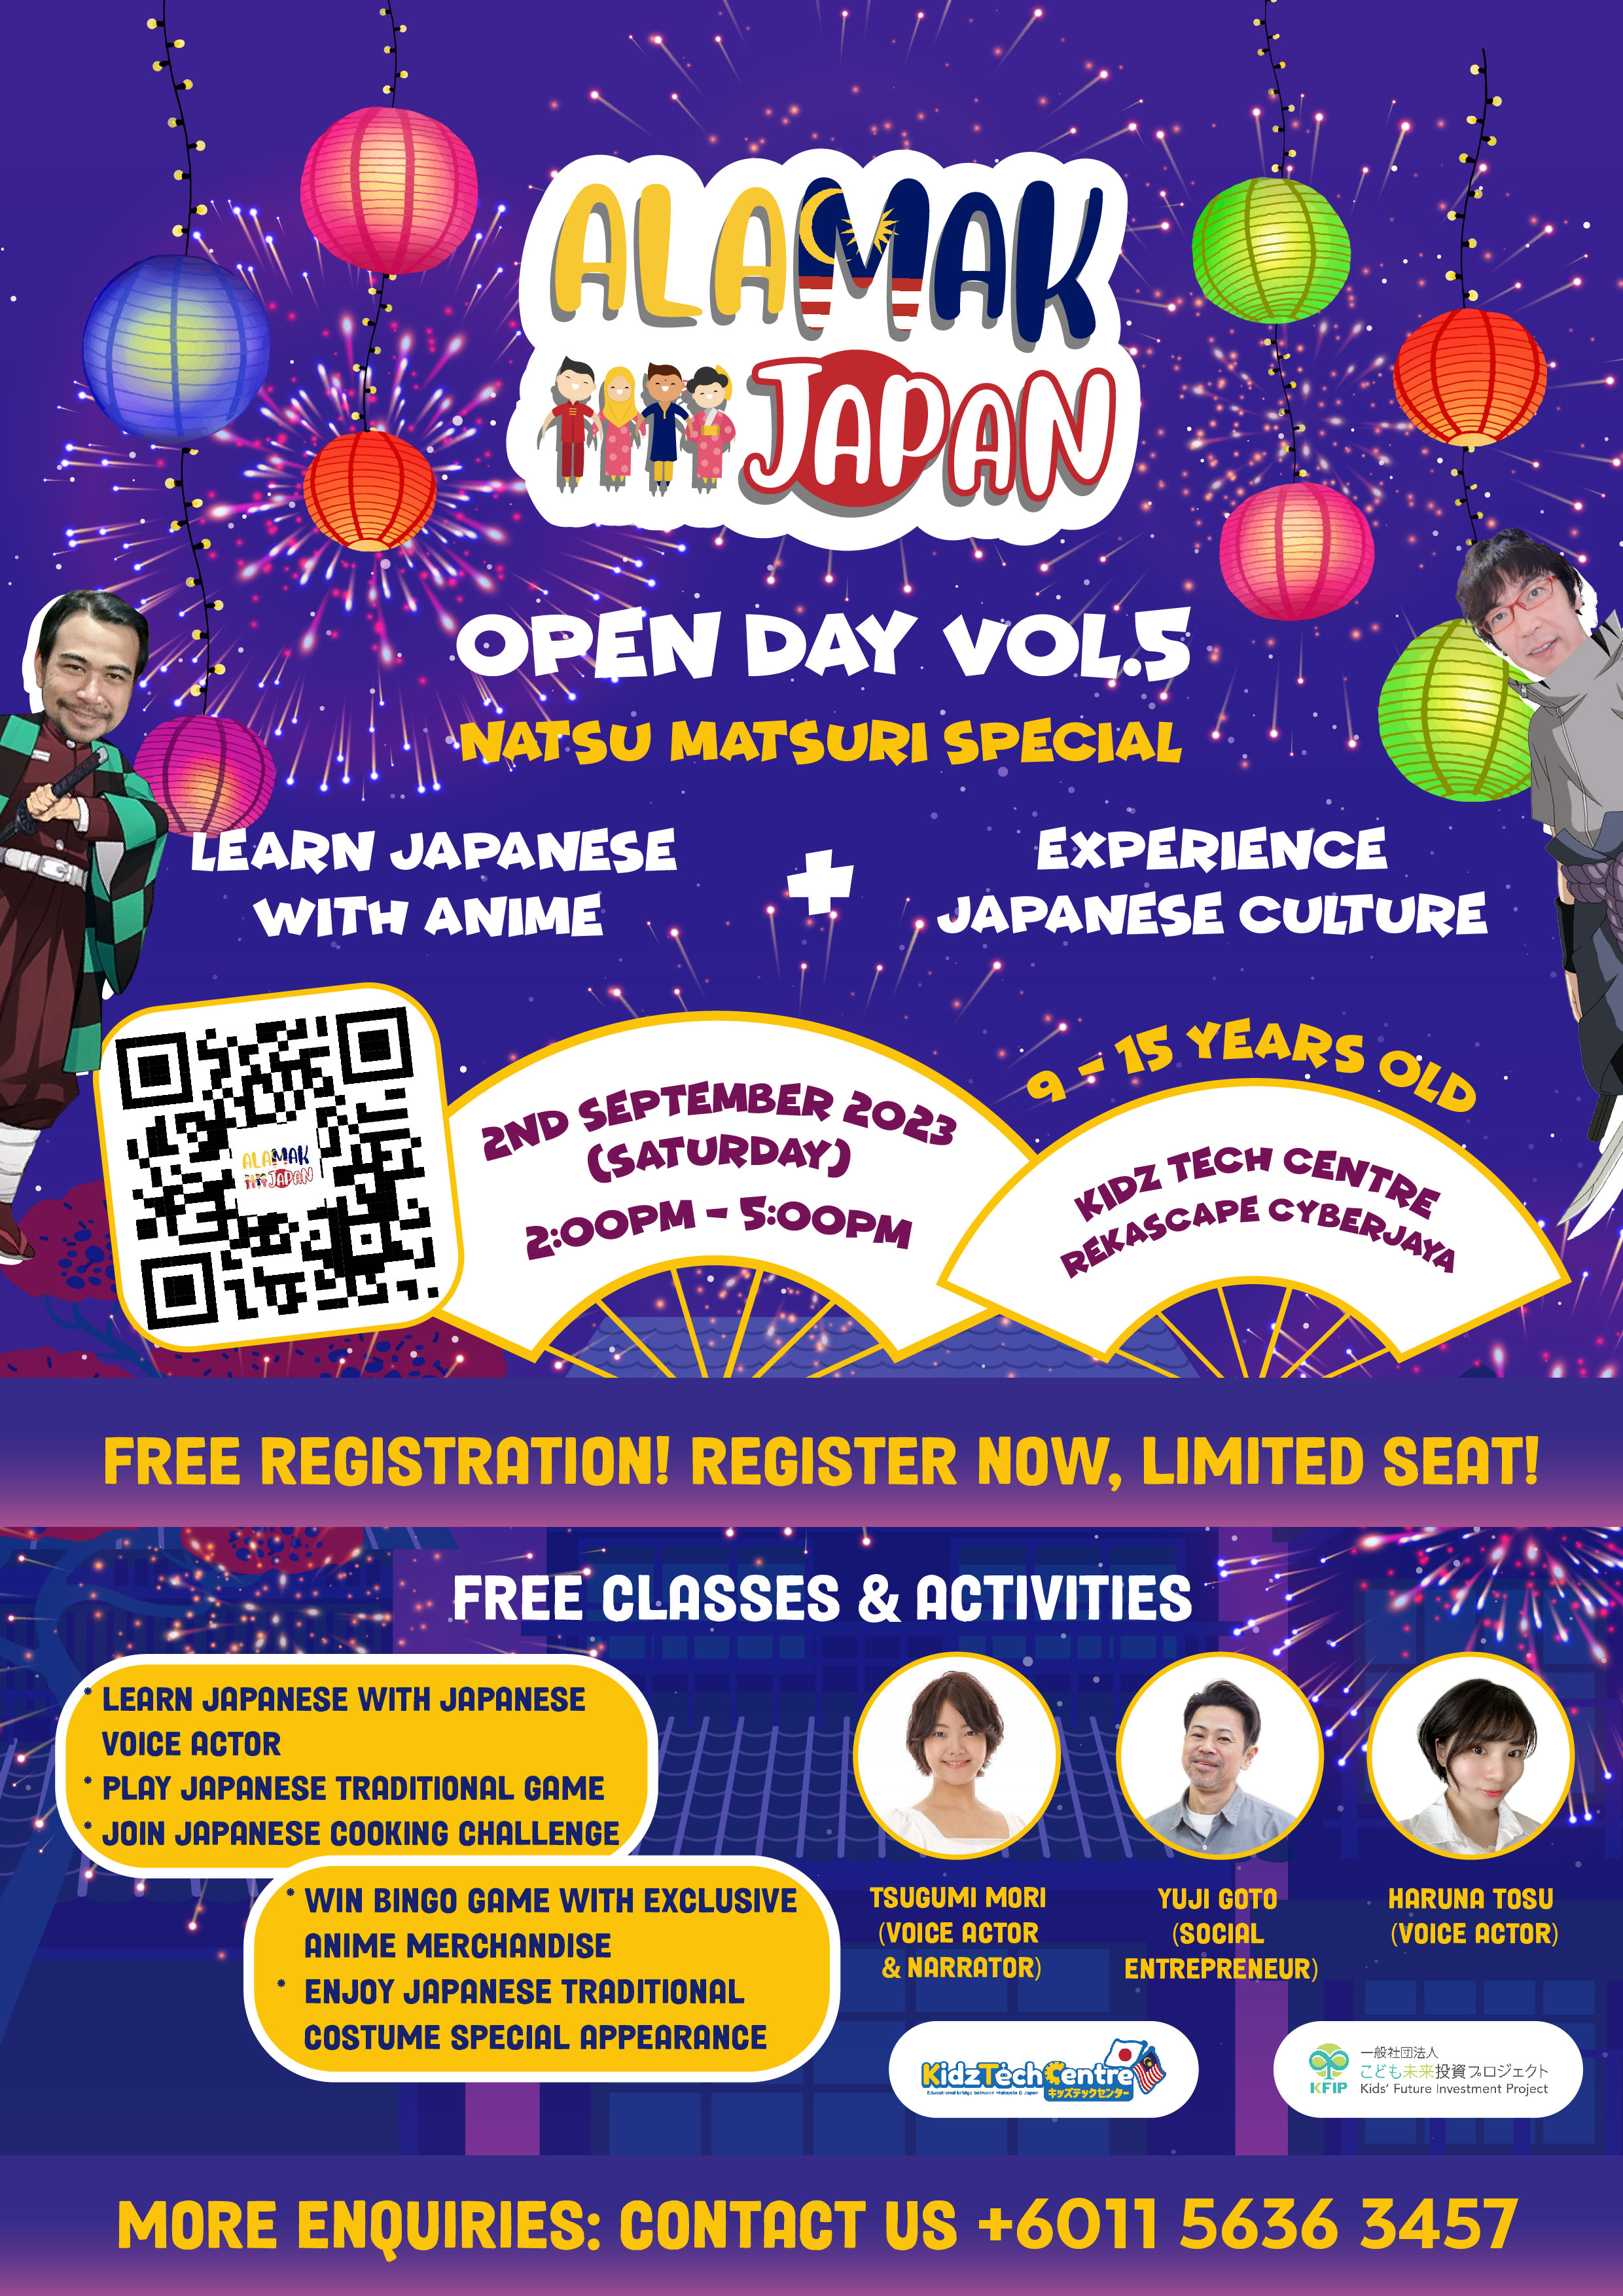 ALAMAK
JAPAN
OPEN DAY VOL.5
NATSU MATSURI SPECIAL
LEARN JAPANESE
WITH ANIME
+
EXPERIENCE
JAPANESE CULTURE
ALAMAK
JAPAN
2ND SEPTEMBER 2023
(SATURDAY)
2:00PM - 5:00PM
9 - 15 YEARS OLD
KIDZ TECH CENTRE
REKASCAPE CYBERJAYA
FREE REGISTRATION! REGISTER NOW, LIMITED SEAT!
FREE CLASSES & ACTIVITIES
* LEARN JAPANESE WITH JAPANESE
VOICE ACTOR
* PLAY JAPANESE TRADITIONAL GAME
* JOIN JAPANESE COOKING CHALLENGE
* WIN BINGO GAME WITH EXCLUSIVE
ANIME MERCHANDISE
* ENJOY JAPANESE TRADITIONAL
COSTUME SPECIAL APPEARANCE
TSUGUMI MORI
(VOICE ACTOR
& NARRATOR)
YUJI GOTO
(SOCIAL
ENTREPRENEUR)
HARUNA TOSU
(VOICE ACTOR)
KidzTechCentre
Educational bridge between Malaysia & Japan
キッズテックセンター
KFIP
一般社団法人
こども未来投資プロジェクト
Kids' Future Investment Project
MORE ENQUIRIES: CONTACT US +6011 5636 3457